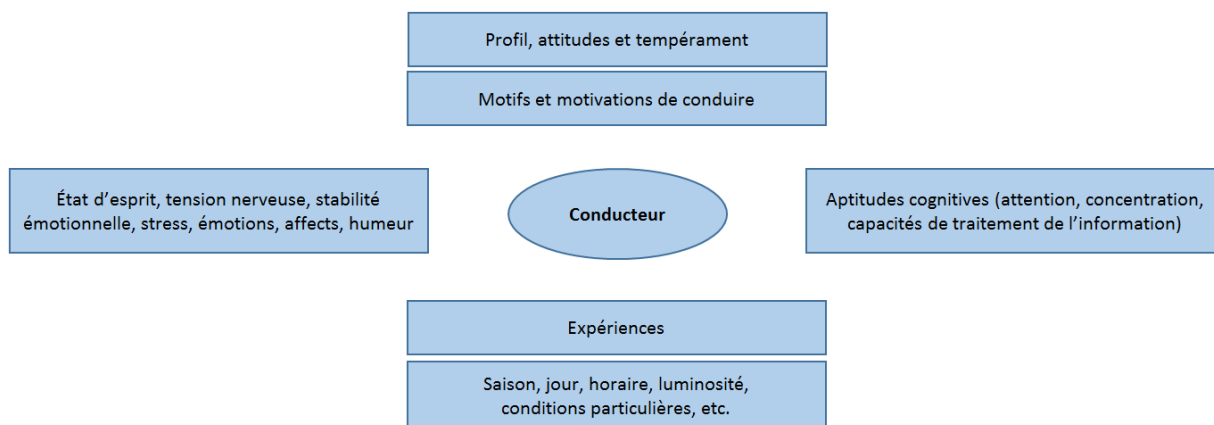 Profil, attitudes et tempérament
Motifs et motivations de conduire
État d’esprit, tension nerveuse, stabilité
émotionnelle, stress, émotions, affects, humeur
Conducteur
Aptitudes cognitives (attention, concentration,
capacités de traitement de l’information)
Expériences
Saison, jour, horaire, luminosité,
conditions particulières, etc.